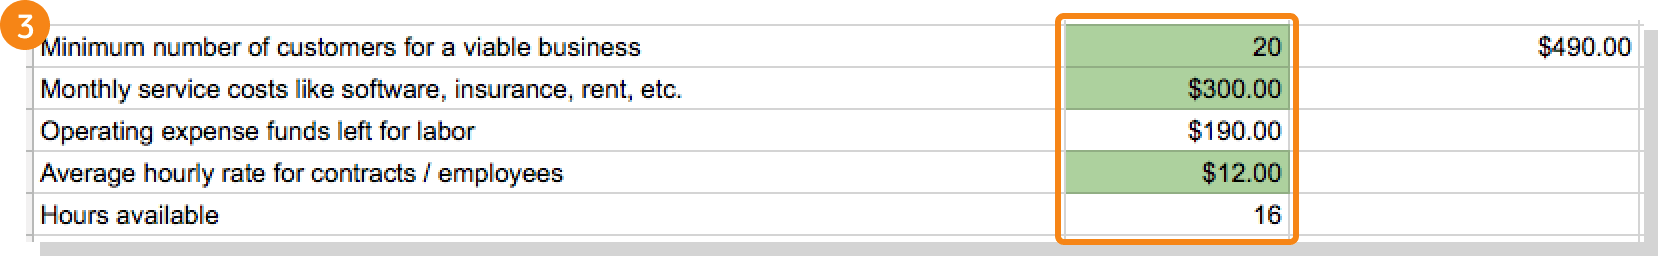 3
Minimum number of customers for a viable business 20 $490.00
Monthly service costs like software, insurance, rent, etc. $300.00
Operating expense funds left for labor $190.00
Average hourly rate for contracts / employees $12.00
Hours available 16